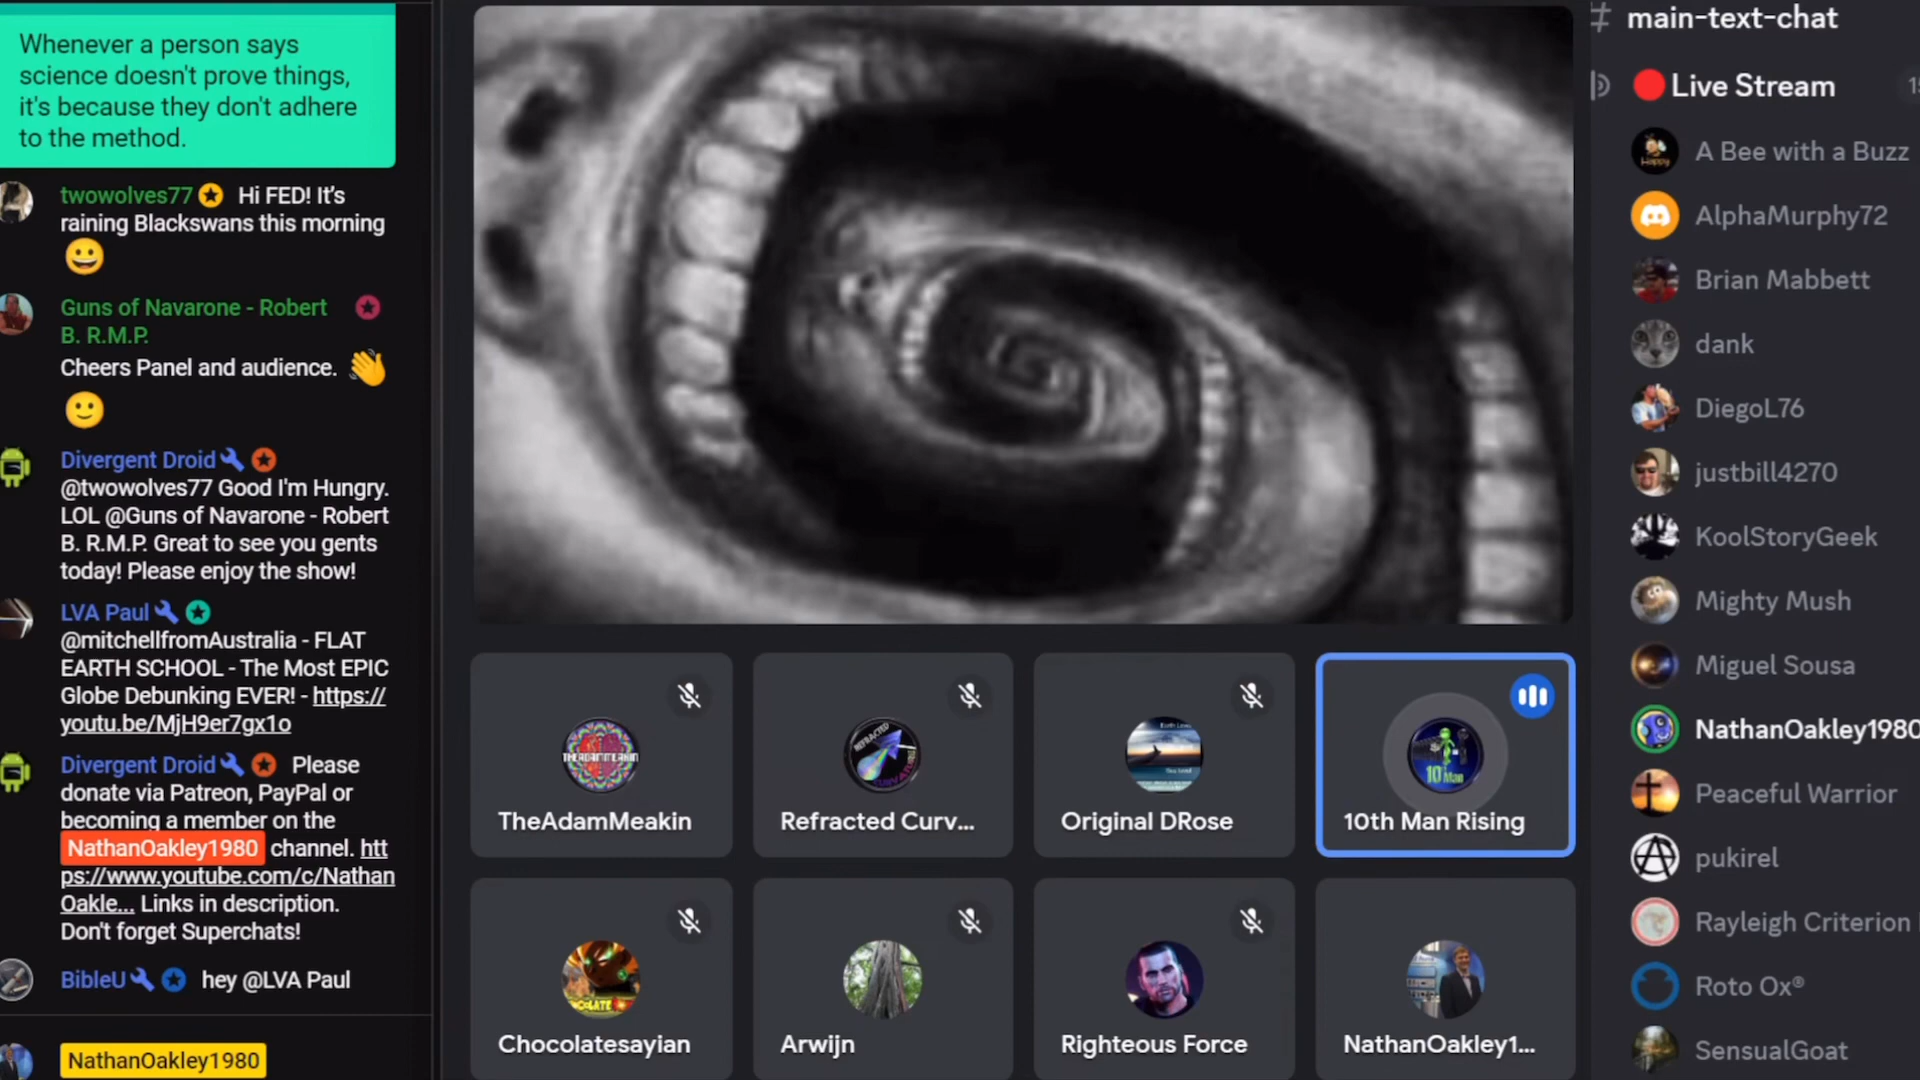 Whenever a person says
science doesn't prove things,
it's because they don't adhere
to the method.
twowolves77 Hi FED! It's
raining Blackswans this morning
Guns of Navarone - Robert
B. R.M.P.
Cheers Panel and audience.
Divergent Droid
@twowolves77 Good I'm Hungry.
LOL @Guns of Navarone - Robert
B. R.M.P. Great to see you gents
today! Please enjoy the show!
LVA Paul
@mitchellfromAustralia - FLAT
EARTH SCHOOL - The Most EPIC
Globe Debunking EVER! - https://
youtu.be/MjH9er7gx1o
Divergent Droid Please
donate via Patreon, PayPal or
becoming a member on the
NathanOakley1980 channel. htt
ps://www.youtube.com/c/Nathan
Oakle... Links in description.
Don't forget Superchats!
BibleU hey @LVA Paul
NathanOakley1980
THEADAMMEAKIN
TheAdamMeakin
REFRACTED
Refracted Curv...
Original DRose
10 Man
10th Man Rising
Chocolatesayian
Arwijn
Righteous Force
NathanOakley1...
# main-text-chat
Live Stream
Happy
A Bee with a Buzz
AlphaMurphy72
Brian Mabbett
dank
DiegoL76
justbill4270
KoolStoryGeek
Mighty Mush
Miguel Sousa
NathanOakley1980
Peaceful Warrior
pukirel
Rayleigh Criterion
Roto Ox®
SensualGoat